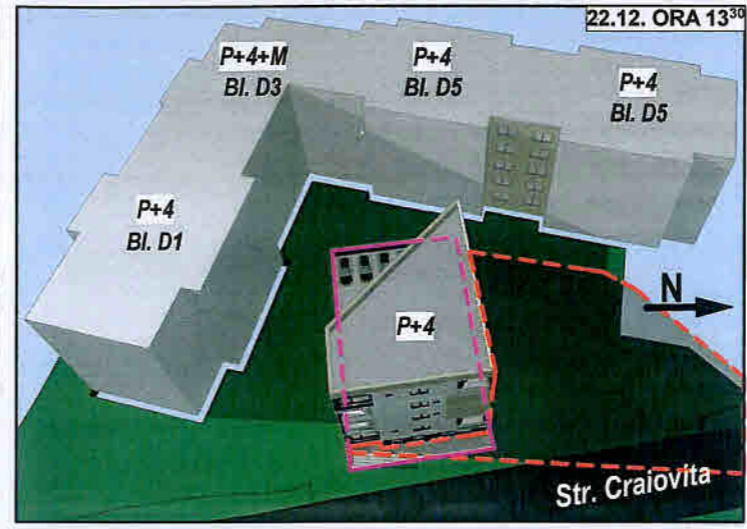 22.12. ORA 13³⁰
P+4+M
Bl. D3
P+4
Bl. D5
P+4
Bl. D5
P+4
Bl. D1
N
P+4
Str. Craiovita